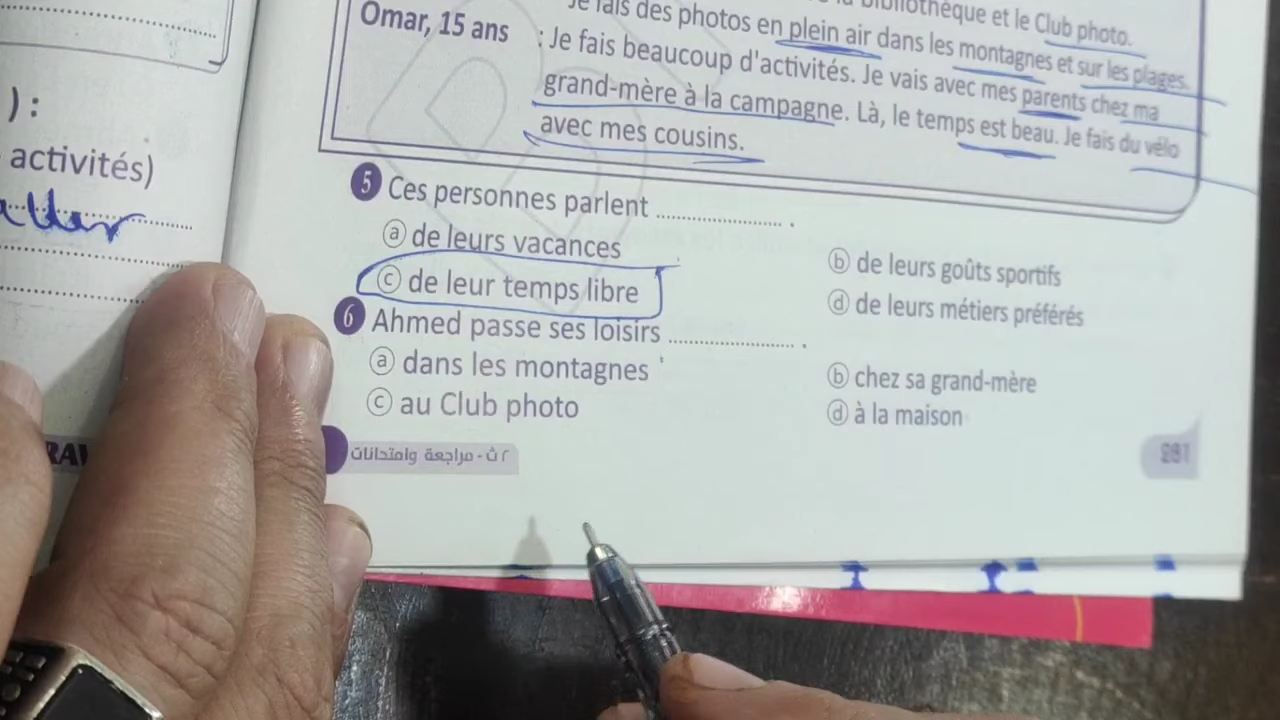 bibliothèque et le Club photo.
Je fais des photos en plein air dans les montagnes et sur les plages.
Omar, 15 ans : Je fais beaucoup d'activités. Je vais avec mes parents chez ma
grand-mère à la campagne. Là, le temps est beau. Je fais du vélo
avec mes cousins.
) :
activités)
aller
5 Ces personnes parlent .................... .
a de leurs vacances
b de leurs goûts sportifs
c de leur temps libre
d de leurs métiers préférés
6 Ahmed passe ses loisirs .................... .
a dans les montagnes
b chez sa grand-mère
c au Club photo
d à la maison
٢ ث - مراجعة وامتحانات
281